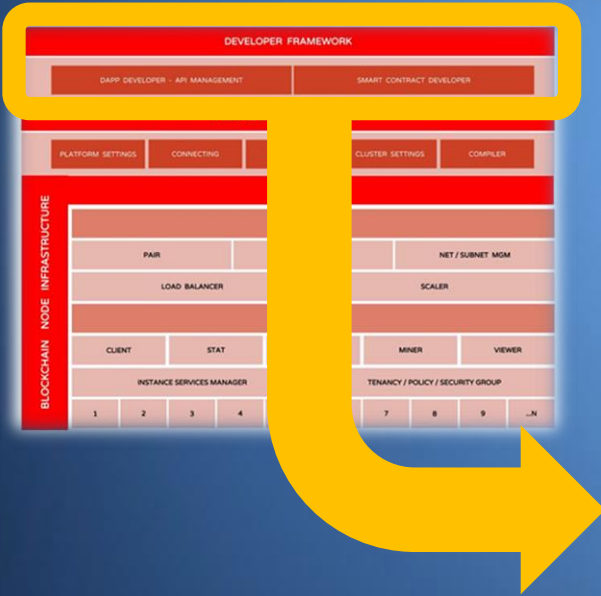 DEVELOPER FRAMEWORK
DAPP DEVELOPER - API MANAGEMENT
SMART CONTRACT DEVELOPER
PLATFORM SETTINGS
CONNECTING
CLUSTER SETTINGS
COMPILER
BLOCKCHAIN NODE INFRASTRUCTURE
PAIR
NET / SUBNET MGM
LOAD BALANCER
SCALER
CLIENT
STAT
MINER
VIEWER
INSTANCE SERVICES MANAGER
TENANCY / POLICY / SECURITY GROUP
1 2 3 4 7 8 9 ...N